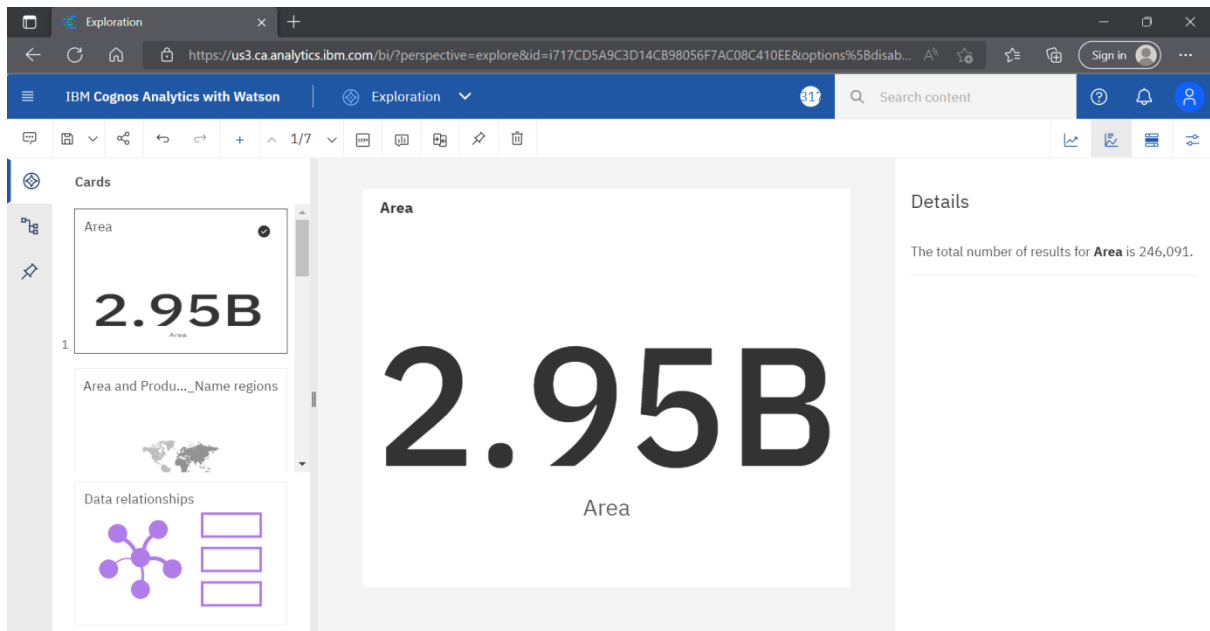 Exploration
https://us3.ca.analytics.ibm.com/bi/?perspective=explore&id=i717CD5A9C3D14CB98056F7AC08C410EE&options%5Bdisab...
Sign in
IBM Cognos Analytics with Watson
Exploration
317
Search content
1/7
Cards
Area
2.95B
Area
1
Area and Produ..._Name regions
Data relationships
Area
2.95B
Area
Details
The total number of results for Area is 246,091.